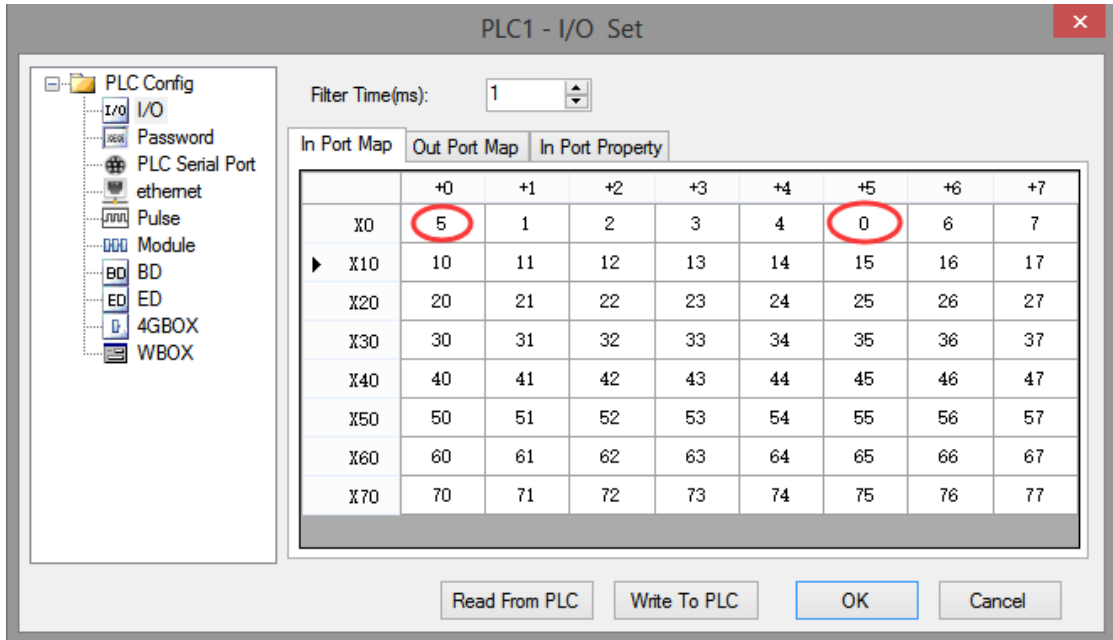 PLC1 - I/O Set
PLC Config
I/O
Password
PLC Serial Port
ethernet
Pulse
Module
BD
ED
4GBOX
WBOX
Filter Time(ms): 1
In Port Map Out Port Map In Port Property
+0 +1 +2 +3 +4 +5 +6 +7
X0 5 1 2 3 4 0 6 7
X10 10 11 12 13 14 15 16 17
X20 20 21 22 23 24 25 26 27
X30 30 31 32 33 34 35 36 37
X40 40 41 42 43 44 45 46 47
X50 50 51 52 53 54 55 56 57
X60 60 61 62 63 64 65 66 67
X70 70 71 72 73 74 75 76 77
Read From PLC Write To PLC OK Cancel